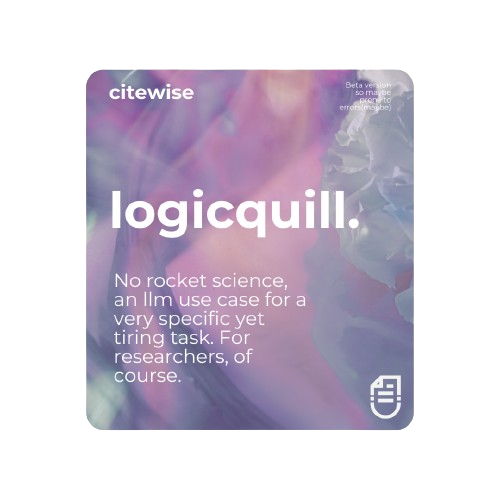 citewise
Beta version
so maybe
prone to
errors(maybe)
logicquill.
No rocket science,
an llm use case for a
very specific yet
tiring task. For
researchers, of
course.